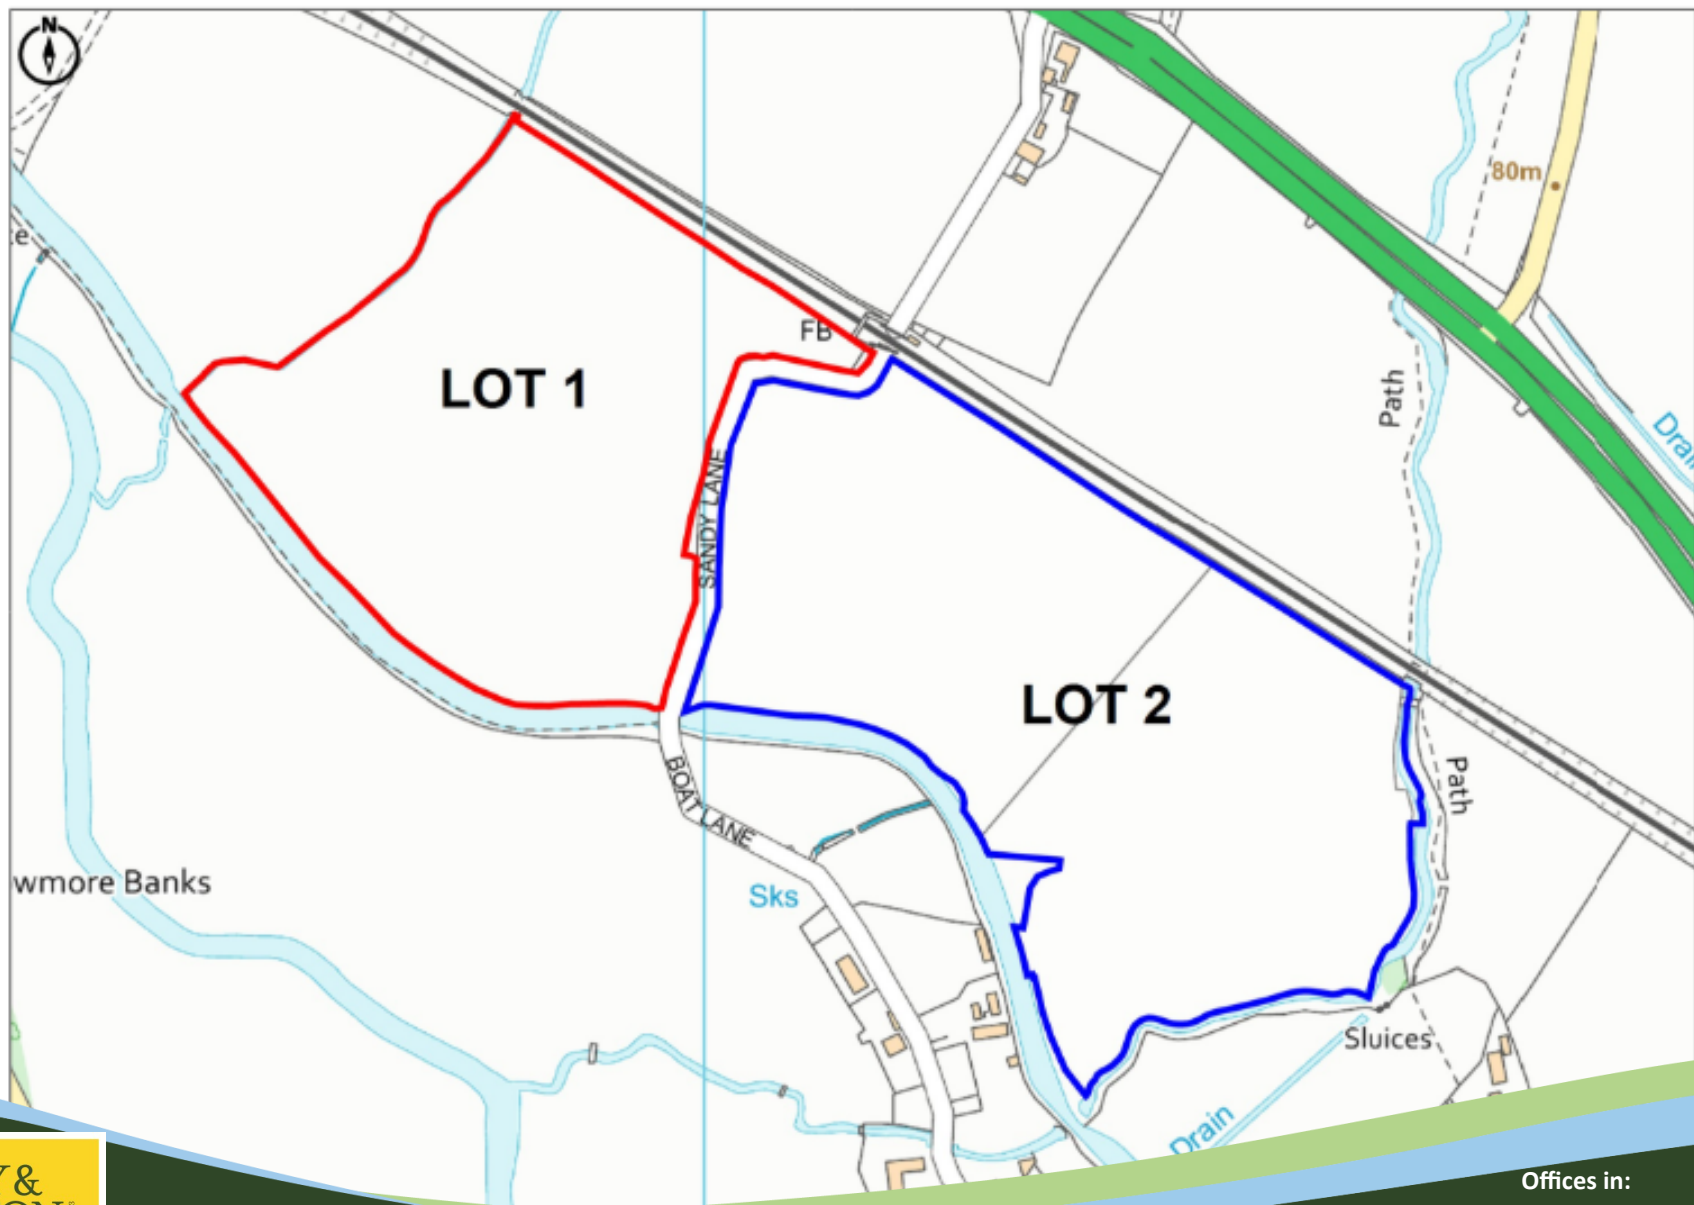 N
80m
FB
LOT 1
Path
Drain
SANDY LANE
LOT 2
BOAT LANE
Path
wmore Banks
Sks
Sluices
Drain
Y&
Offices in: